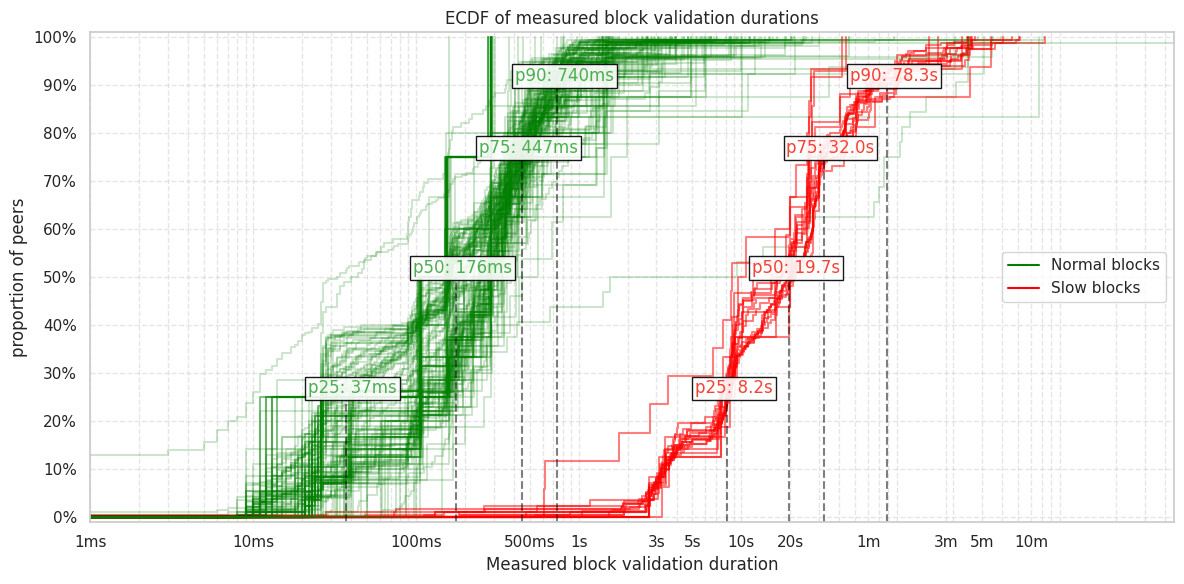 ECDF of measured block validation durations
proportion of peers
100%
90%
80%
70%
60%
50%
40%
30%
20%
10%
0%
p90: 740ms
p90: 78.3s
p75: 447ms
p75: 32.0s
p50: 176ms
p50: 19.7s
p25: 37ms
p25: 8.2s
Normal blocks
Slow blocks
1ms 10ms 100ms 500ms 1s 3s 5s 10s 20s 1m 3m 5m 10m
Measured block validation duration